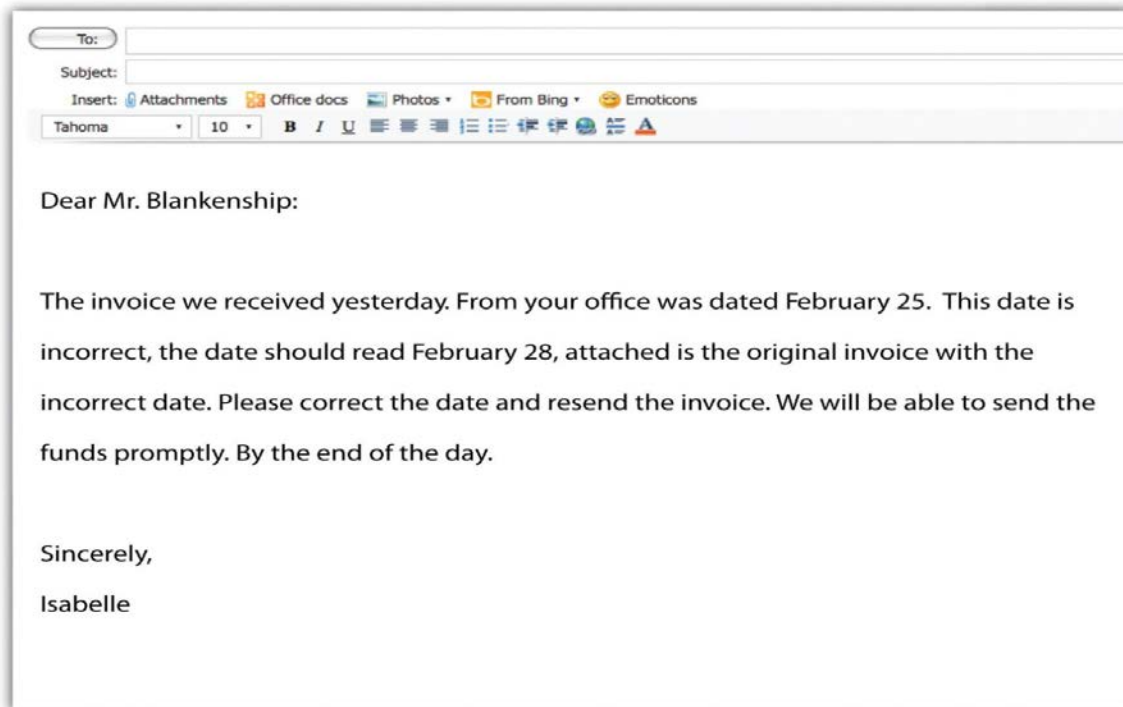 To:
Subject:
Insert: Attachments Office docs Photos From Bing Emoticons
Tahoma 10 B I U A
Dear Mr. Blankenship:
The invoice we received yesterday. From your office was dated February 25. This date is
incorrect, the date should read February 28, attached is the original invoice with the
incorrect date. Please correct the date and resend the invoice. We will be able to send the
funds promptly. By the end of the day.
Sincerely,
Isabelle